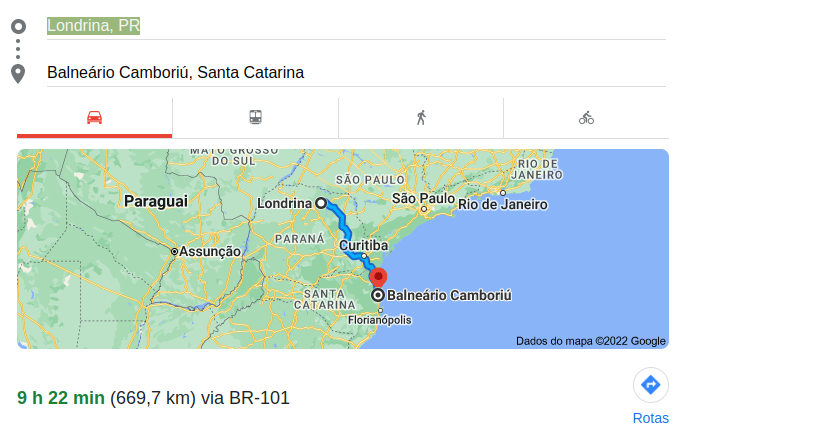 Londrina, PR
Balneário Camboriú, Santa Catarina
MATO GROSSO
DO SUL
RIO DE
JANEIRO
SÃO PAULO
Paraguai
Londrina
São Paulo
Rio de Janeiro
PARANÁ
Curitiba
Assunção
SANTA
CATARINA
Balneário Camboriú
Florianópolis
Dados do mapa ©2022 Google
9 h 22 min (669,7 km) via BR-101
Rotas